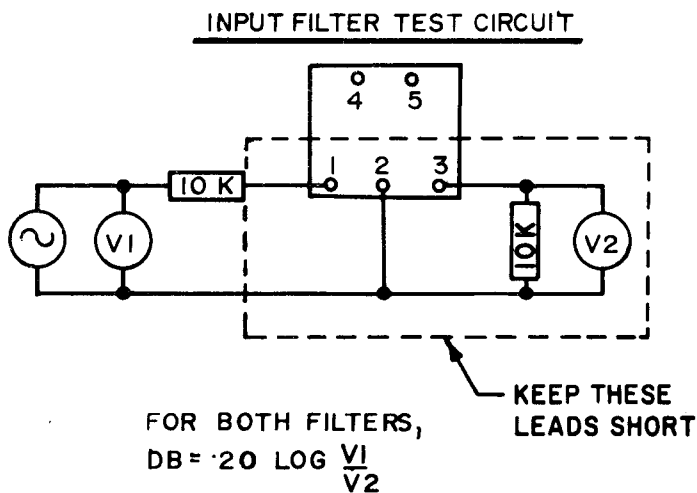 INPUT FILTER TEST CIRCUIT
4 5
1 2 3
10 K
V1
10K
V2
KEEP THESE
LEADS SHORT
FOR BOTH FILTERS,
DB = 20 LOG V1
V2